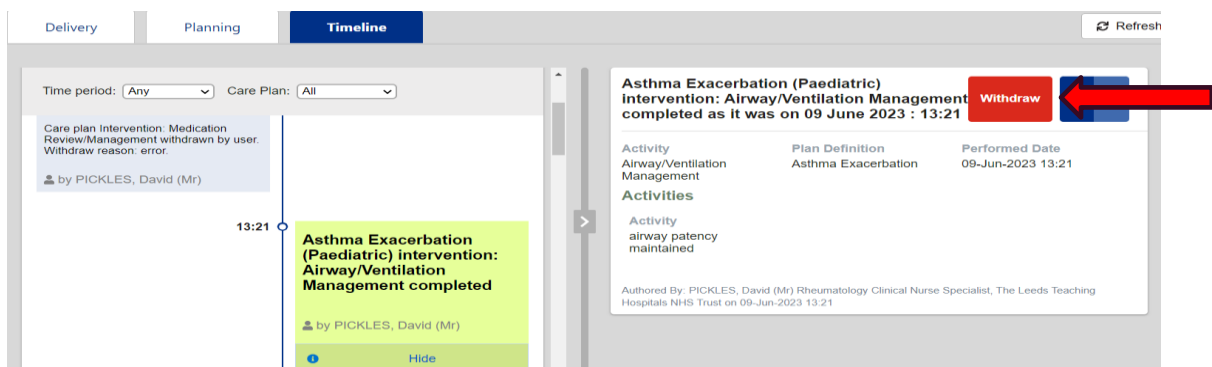 Delivery
Planning
Timeline
Refresh
Time period: Any
Care Plan: All
Care plan Intervention: Medication
Review/Management withdrawn by user.
Withdraw reason: error.
by PICKLES, David (Mr)
13:21
Asthma Exacerbation
(Paediatric) intervention:
Airway/Ventilation
Management completed
by PICKLES, David (Mr)
Hide
Asthma Exacerbation (Paediatric)
intervention: Airway/Ventilation Management
completed as it was on 09 June 2023 : 13:21
Withdraw
Activity
Plan Definition
Performed Date
Airway/Ventilation
Management
Asthma Exacerbation
09-Jun-2023 13:21
Activities
Activity
airway patency
maintained
Authored By: PICKLES, David (Mr) Rheumatology Clinical Nurse Specialist, The Leeds Teaching
Hospitals NHS Trust on 09-Jun-2023 13:21